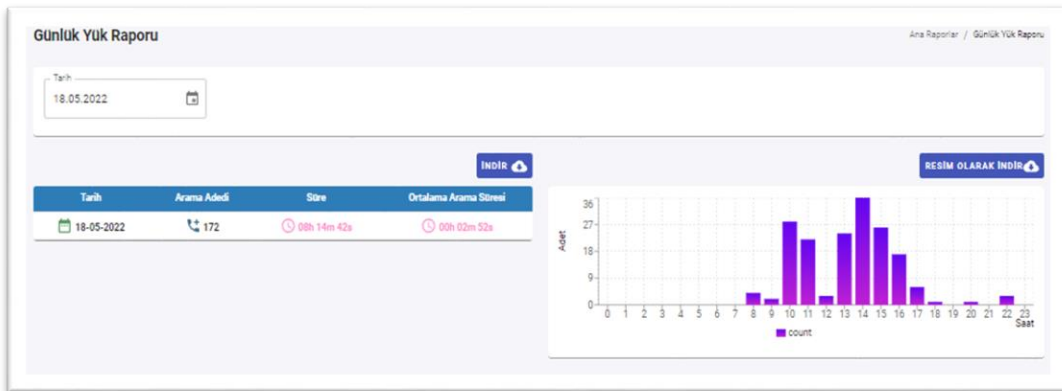 Günlük Yük Raporu
Ana Raporlar / Günlük Yük Raporu
Tarih
18.05.2022
İNDİR
RESİM OLARAK İNDİR
Tarih Arama Adedi Süre Ortalama Arama Süresi
18-05-2022 172 08h 14m 42s 00h 02m 52s
36
27
18
9
0
Adet
0 1 2 3 4 5 6 7 8 9 10 11 12 13 14 15 16 17 18 19 20 21 22 23
Saat
count